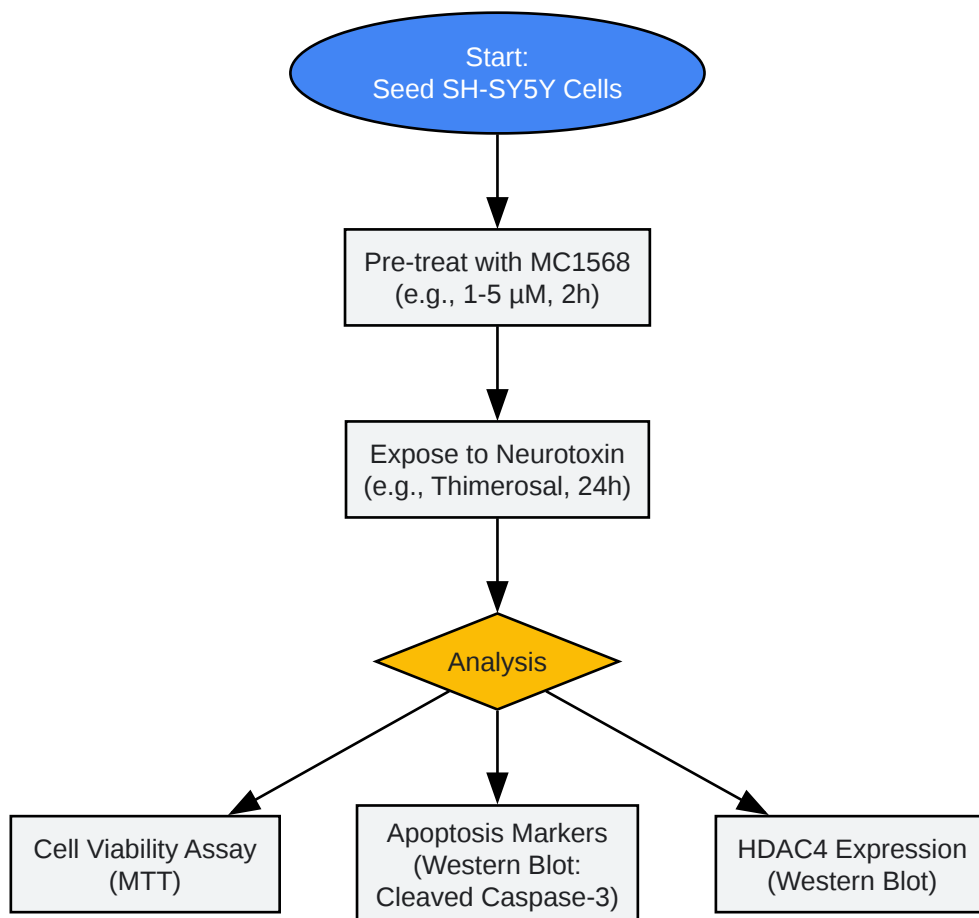 Start:
Seed SH-SY5Y Cells
Pre-treat with MC1568
(e.g., 1-5 µM, 2h)
Expose to Neurotoxin
(e.g., Thimerosal, 24h)
Analysis
Cell Viability Assay
(MTT)
Apoptosis Markers
(Western Blot:
Cleaved Caspase-3)
HDAC4 Expression
(Western Blot)